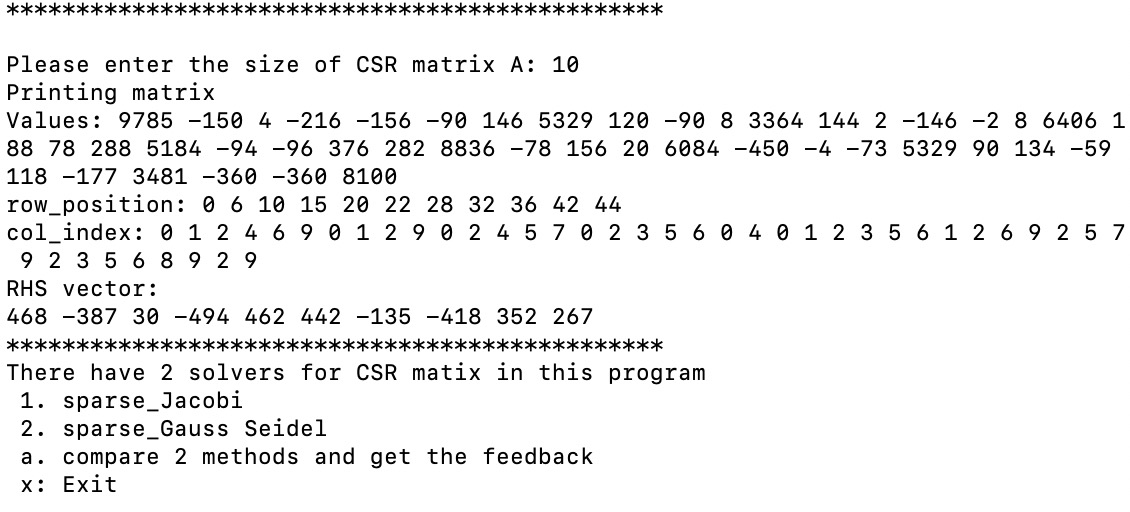 ***********************************************
Please enter the size of CSR matrix A: 10
Printing matrix
Values: 9785 -150 4 -216 -156 -90 146 5329 120 -90 8 3364 144 2 -146 -2 8 6406 1
88 78 288 5184 -94 -96 376 282 8836 -78 156 20 6084 -450 -4 -73 5329 90 134 -59
118 -177 3481 -360 -360 8100
row_position: 0 6 10 15 20 22 28 32 36 42 44
col_index: 0 1 2 4 6 9 0 1 2 9 0 2 4 5 7 0 2 3 5 6 0 4 0 1 2 3 5 6 1 2 6 9 2 5 7
9 2 3 5 6 8 9 2 9
RHS vector:
468 -387 30 -494 462 442 -135 -418 352 267
***********************************************
There have 2 solvers for CSR matix in this program
1. sparse_Jacobi
2. sparse_Gauss Seidel
a. compare 2 methods and get the feedback
x: Exit